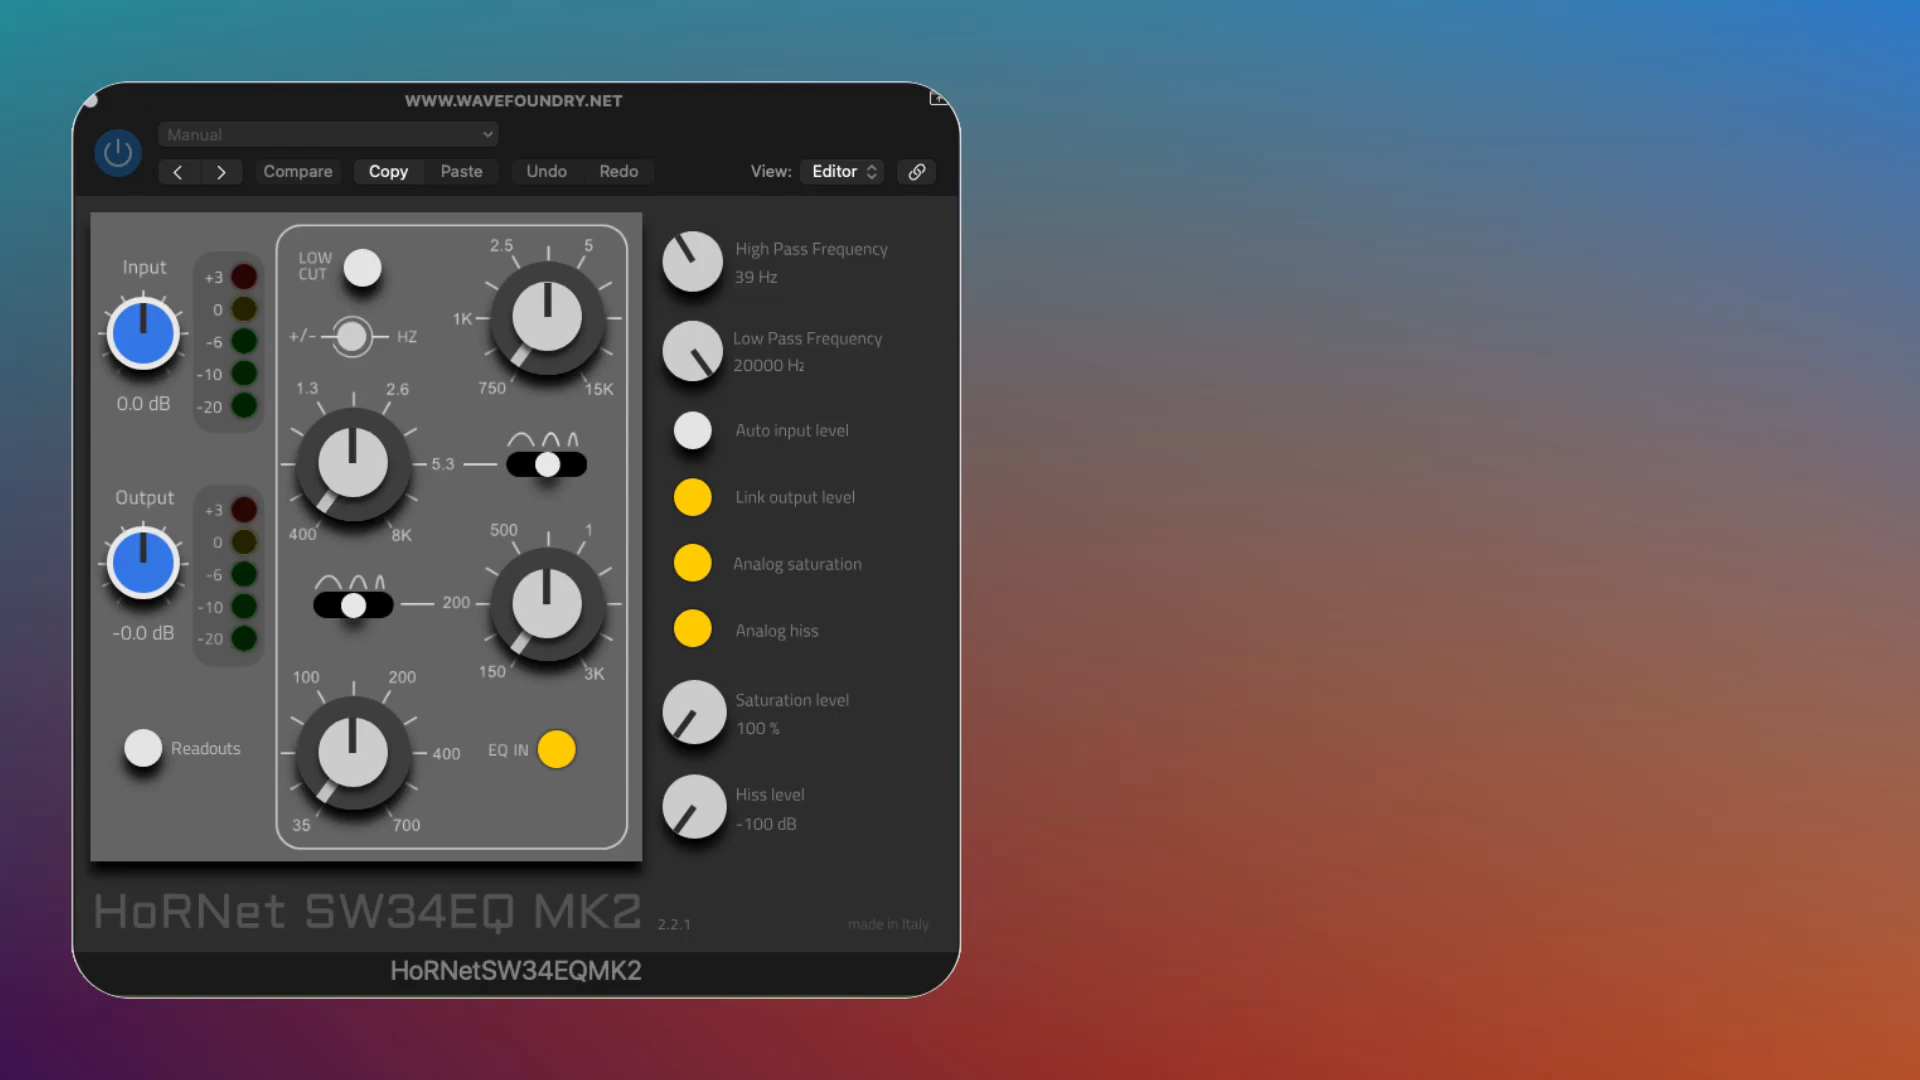 WWW.WAVEFOUNDRY.NET
Manual
Compare Copy Paste Undo Redo View: Editor
Input
+3
0
-6
-10
-20
0.0 dB
Output
+3
0
-6
-10
-20
-0.0 dB
Readouts
LOW
CUT
+/- HZ
2.5 5
1K
750 15K
1.3 2.6
5.3
400 8K
500 1
200
150 3K
100 200
400
35 700
EQ IN
High Pass Frequency
39 Hz
Low Pass Frequency
20000 Hz
Auto input level
Link output level
Analog saturation
Analog hiss
Saturation level
100 %
Hiss level
-100 dB
HoRNet SW34EQ MK2 2.2.1 made in Italy
HoRNetSW34EQMK2